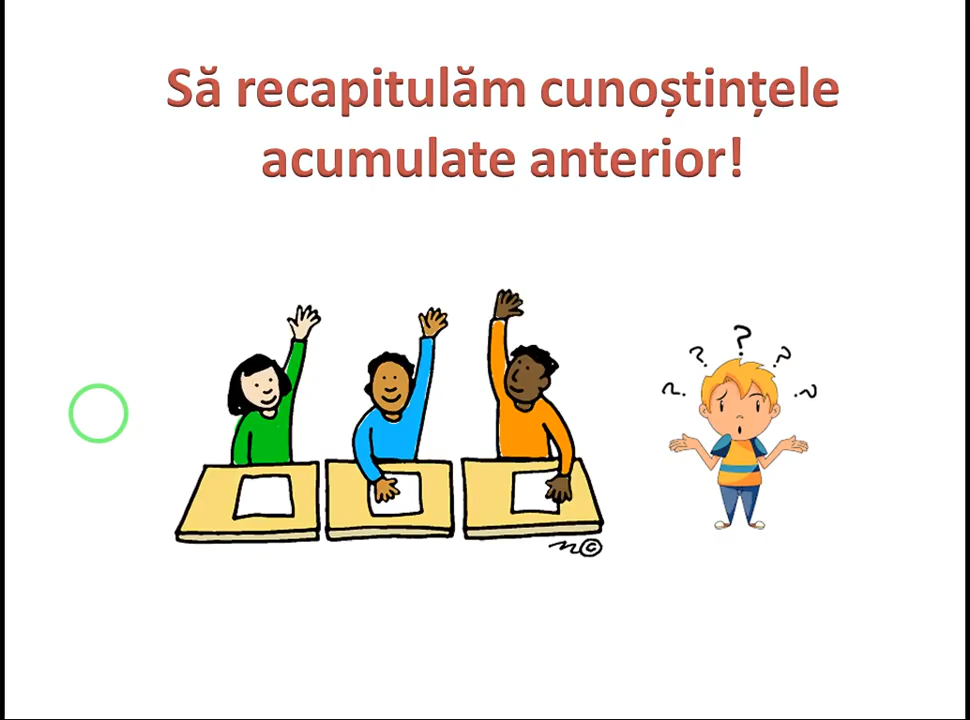 Să recapitulăm cunoștințele
acumulate anterior!
? ? ? ? ?